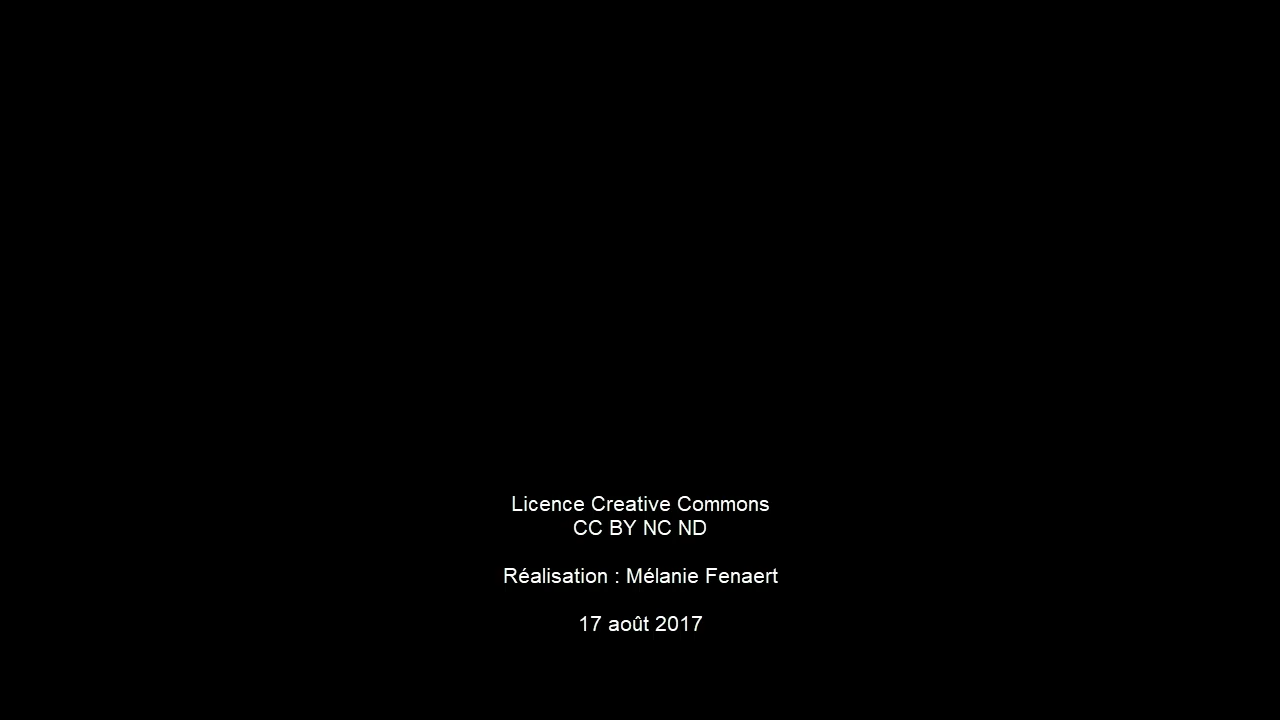 Licence Creative Commons
CC BY NC ND
Réalisation : Mélanie Fenaert
17 août 2017